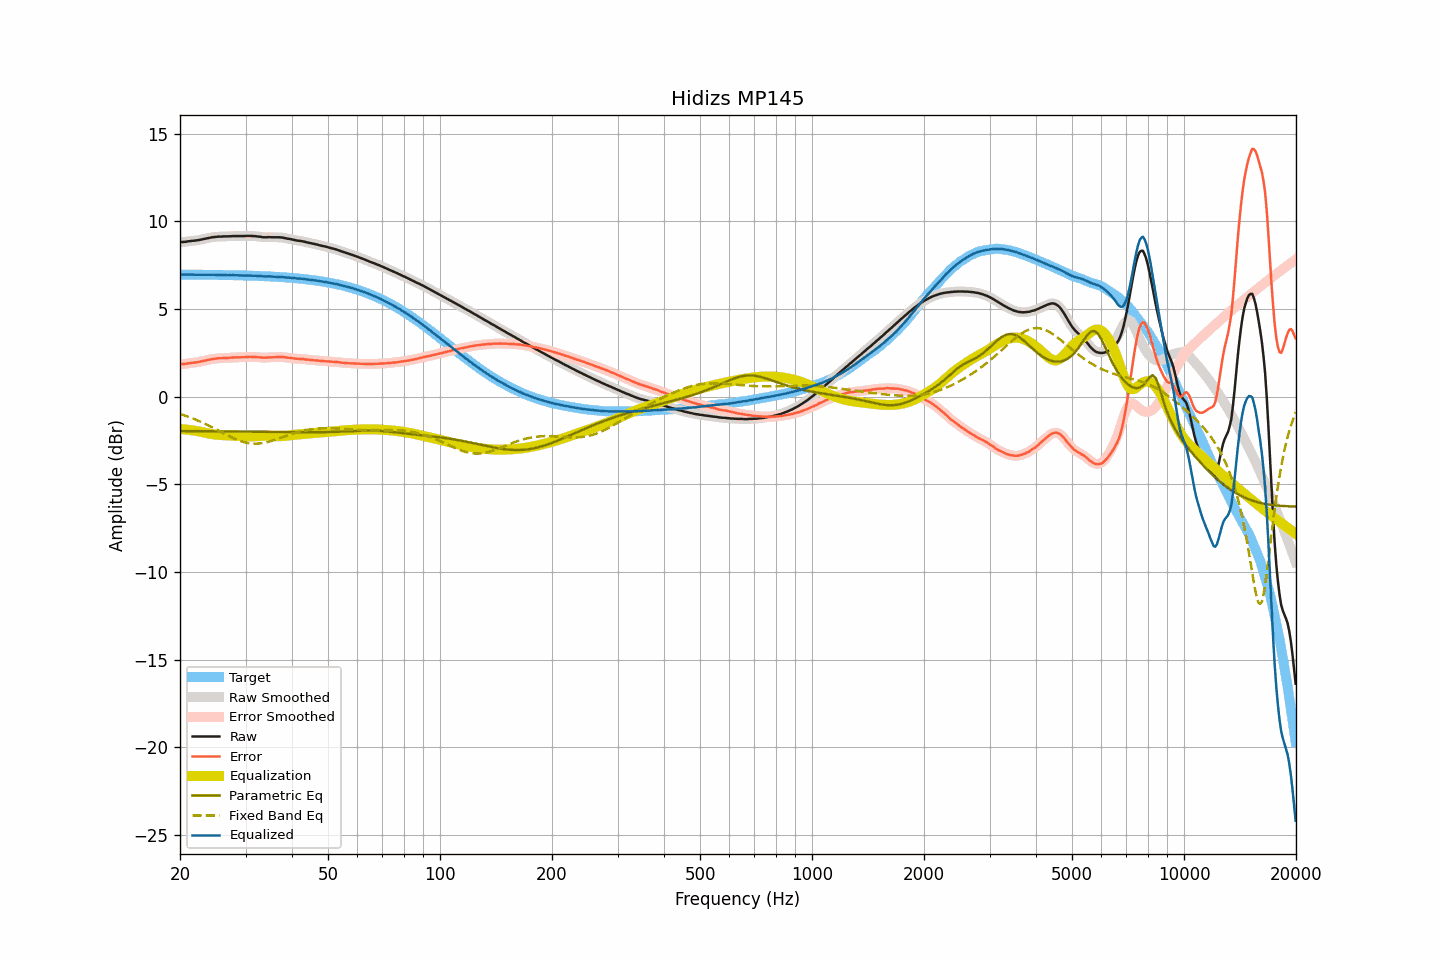 Hidizs MP145
15
10
5
0
−5
−10
−15
−20
−25
Amplitude (dBr)
Target
Raw Smoothed
Error Smoothed
Raw
Error
Equalization
Parametric Eq
Fixed Band Eq
Equalized
20 50 100 200 500 1000 2000 5000 10000 20000
Frequency (Hz)